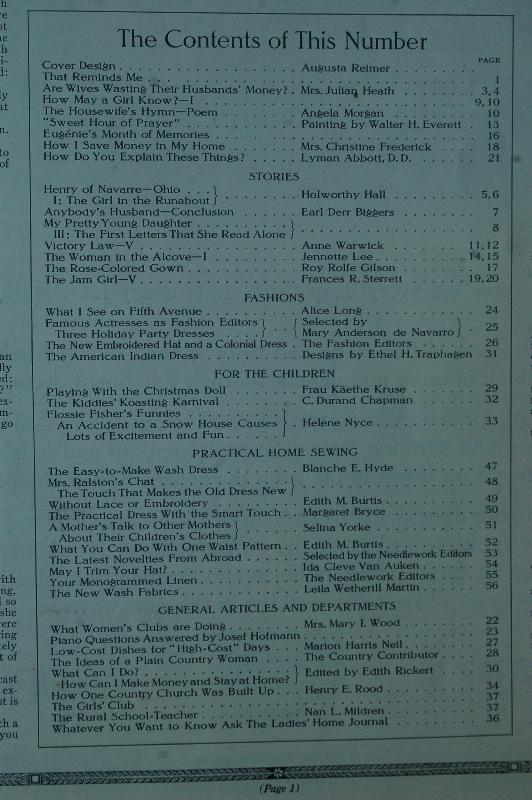 The Contents of This Number
PAGE
Cover Design . . . Augusta Reimer . . .
That Reminds Me . . . 1
Are Wives Wasting Their Husbands' Money? . Mrs. Julian Heath . . . 3,4
How May a Girl Know?—I . . . 9,10
The Housewife's Hymn—Poem . . . Angela Morgan . . . 10
"Sweet Hour of Prayer" . . . Painting by Walter H. Everett . 13
Eugénie's Month of Memories . . . 16
How I Save Money in My Home . . . Mrs. Christine Frederick . . . 18
How Do You Explain These Things? . . . Lyman Abbott, D.D. . . . 21
STORIES
Henry of Navarre—Ohio . . .
I: The Girl in the Runabout } Holworthy Hall . . . 5,6
Anybody's Husband—Conclusion . . . Earl Derr Biggers . . . 7
My Pretty Young Daughter . . .
III: The First Letters That She Read Alone } . . . 8
Victory Law—V . . . Anne Warwick . . . 11,12
The Woman in the Alcove—I . . . Jennette Lee . . . 14,15
The Rose-Colored Gown . . . Roy Rolfe Gilson . . . 17
The Jam Girl—V . . . Frances R. Sterrett . . . 19,20
FASHIONS
What I See on Fifth Avenue . . . Alice Long . . . 24
Famous Actresses as Fashion Editors } { Selected by
Three Holiday Party Dresses . . . } { Mary Anderson de Navarro } 25
The New Embroidered Hat and a Colonial Dress . The Fashion Editors . . . 26
The American Indian Dress . . . Designs by Ethel H. Traphagen 31
FOR THE CHILDREN
Playing With the Christmas Doll . . . Frau Käethe Kruse . . . 29
The Kiddies' Koasting Karnival . . . C. Durand Chapman . . . 32
Flossie Fisher's Funnies . . .
An Accident to a Snow House Causes } . Helene Nyce . . . 33
Lots of Excitement and Fun . . .
PRACTICAL HOME SEWING
The Easy-to-Make Wash Dress . . . Blanche E. Hyde . . . 47
Mrs. Ralston's Chat . . .
The Touch That Makes the Old Dress New } . . . 48
Without Lace or Embroidery . . . Edith M. Burtis . . . 49
The Practical Dress With the Smart Touch . . Margaret Bryce . . . 50
A Mother's Talk to Other Mothers
About Their Children's Clothes } . . . Selina Yorke . . . 51
What You Can Do With One Waist Pattern . . Edith M. Burtis . . . 52
The Latest Novelties From Abroad . . . Selected by the Needlework Editors 53
May I Trim Your Hat? . . . Ida Cleve Van Auken . . . 54
Your Monogrammed Linen . . . The Needlework Editors . . . 55
The New Wash Fabrics . . . Leila Wetherill Martin . . . 56
GENERAL ARTICLES AND DEPARTMENTS
What Women's Clubs are Doing . . . Mrs. Mary I. Wood . . . 22
Piano Questions Answered by Josef Hofmann . . . 23
Low-Cost Dishes for "High-Cost" Days . . . Marion Harris Neil . . . 27
The Ideas of a Plain Country Woman . . . The Country Contributor . . . 28
What Can I Do? . . .
How Can I Make Money and Stay at Home? } Edited by Edith Rickert . . . 30
How One Country Church Was Built Up . . Henry E. Rood . . . 34
The Girls' Club . . . 37
The Rural School-Teacher . . . Nan L. Mildren . . . 37
Whatever You Want to Know Ask The Ladies' Home Journal . . . 36
(Page 1)